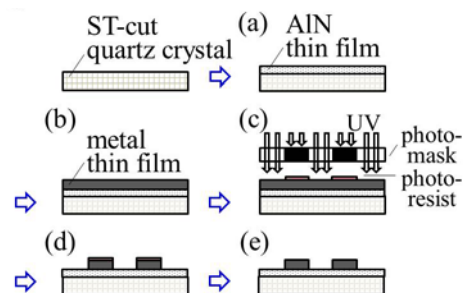 ST-cut
quartz crystal
(a)
AlN
thin film
(b)
metal
thin film
(c)
UV
photo-
mask
photo-
resist
(d)
(e)